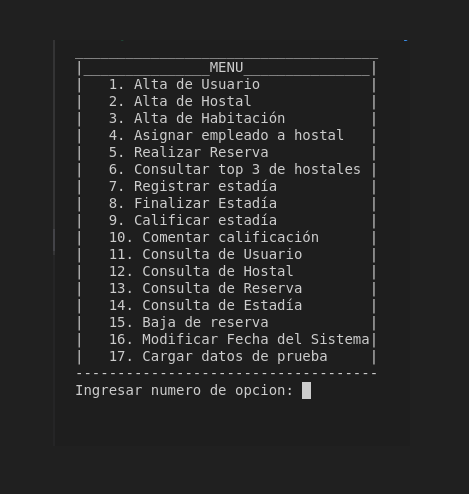 ____________________________________
|_______________MENU_______________|
|   1. Alta de Usuario             |
|   2. Alta de Hostal              |
|   3. Alta de Habitación          |
|   4. Asignar empleado a hostal   |
|   5. Realizar Reserva            |
|   6. Consultar top 3 de hostales |
|   7. Registrar estadía           |
|   8. Finalizar Estadía           |
|   9. Calificar estadía           |
|   10. Comentar calificación      |
|   11. Consulta de Usuario        |
|   12. Consulta de Hostal         |
|   13. Consulta de Reserva        |
|   14. Consulta de Estadía        |
|   15. Baja de reserva            |
|   16. Modificar Fecha del Sistema|
|   17. Cargar datos de prueba     |
------------------------------------
Ingresar numero de opcion: